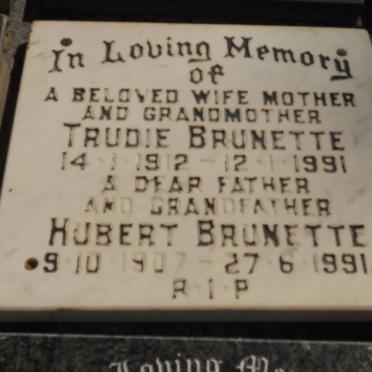 In Loving Memory
of
A BELOVED WIFE MOTHER
AND GRANDMOTHER
TRUDIE BRUNETTE
14 · 1 · 1912 – 12 · 1 · 1991
A DEAR FATHER
AND GRANDFATHER
HUBERT BRUNETTE
9 · 10 · 1907 – 27 · 6 · 1991
R · I · P
Loving